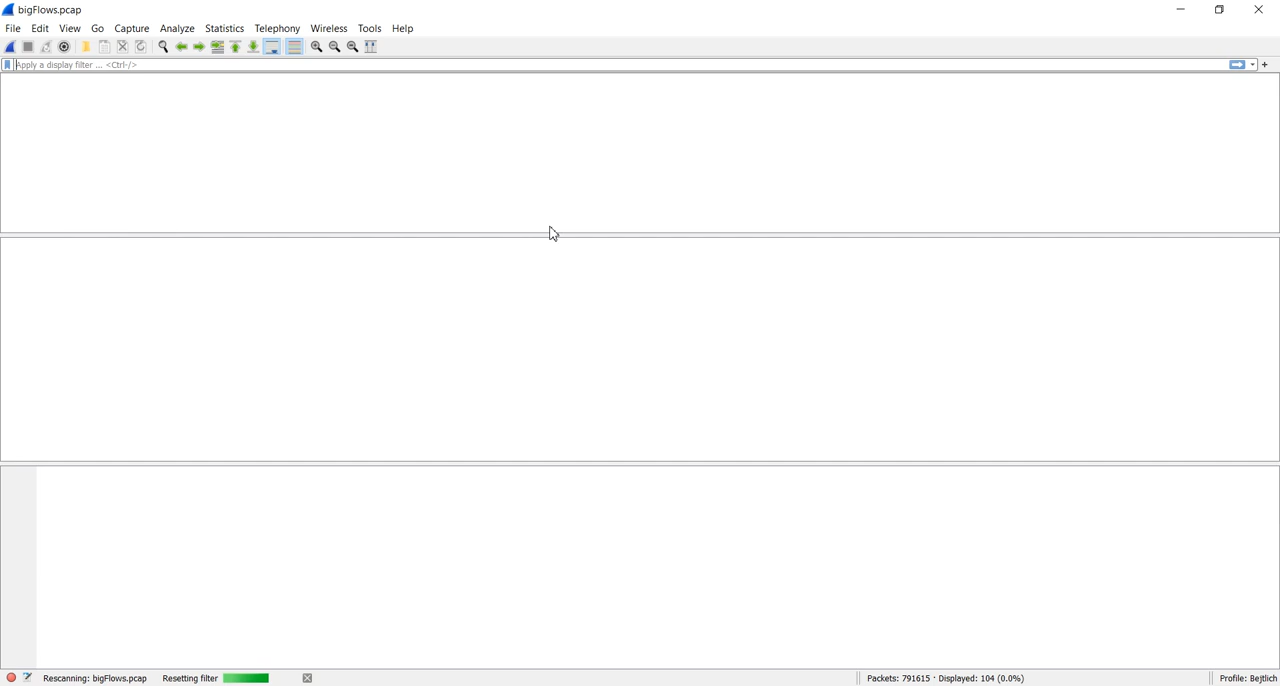 bigFlows.pcap
File Edit View Go Capture Analyze Statistics Telephony Wireless Tools Help
Apply a display filter ... <Ctrl-/>
Rescanning: bigFlows.pcap Resetting filter Packets: 791615 · Displayed: 104 (0.0%) Profile: Bejtlich